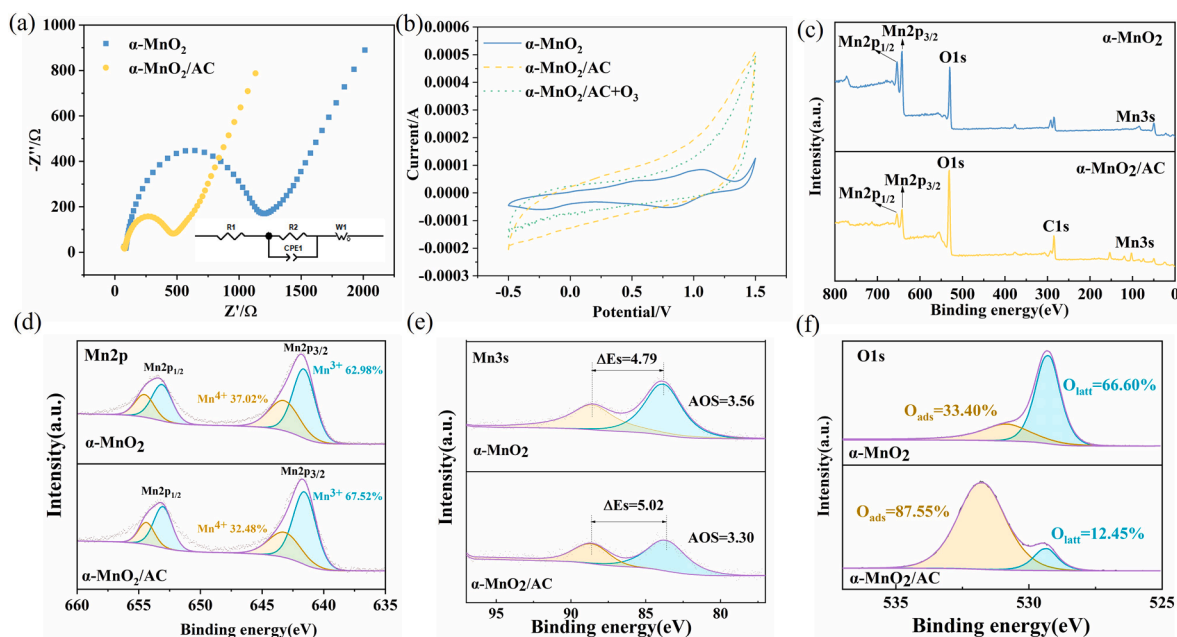 (a)
1000
800
600
400
200
0
-Z''/Ω
α-MnO₂
α-MnO₂/AC
R1
R2
CPE1
W1
0
500
1000
1500
2000
Z'/Ω
(b)
0.0006
0.0005
0.0004
0.0003
0.0002
0.0001
0.0000
-0.0001
-0.0002
0.0003
Current/A
α-MnO₂
α-MnO₂/AC
α-MnO₂/AC+O₃
-0.5
0.0
0.5
1.0
1.5
Potential/V
(c)
Intensity(a.u.)
Mn2p₁/₂
Mn2p₃/₂
O1s
Mn3s
α-MnO₂
Mn2p₁/₂
Mn2p₃/₂
O1s
C1s
Mn3s
α-MnO₂/AC
800
700
600
500
400
300
200
100
0
Binding energy(eV)
(d)
Intensity(a.u.)
Mn2p
Mn2p₁/₂
Mn2p₃/₂
Mn⁴⁺ 37.02%
Mn³⁺ 62.98%
α-MnO₂
Mn2p₁/₂
Mn2p₃/₂
Mn⁴⁺ 32.48%
Mn³⁺ 67.52%
α-MnO₂/AC
660
655
650
645
640
635
Binding energy(eV)
(e)
Intensity(a.u.)
Mn3s
ΔEs=4.79
AOS=3.56
α-MnO₂
ΔEs=5.02
AOS=3.30
α-MnO₂/AC
95
90
85
80
Binding energy(eV)
(f)
Intensity(a.u.)
O1s
Oₐds=33.40%
Olatt=66.60%
α-MnO₂
Oads=87.55%
Olatt=12.45%
α-MnO₂/AC
535
530
525
Binding energy(eV)